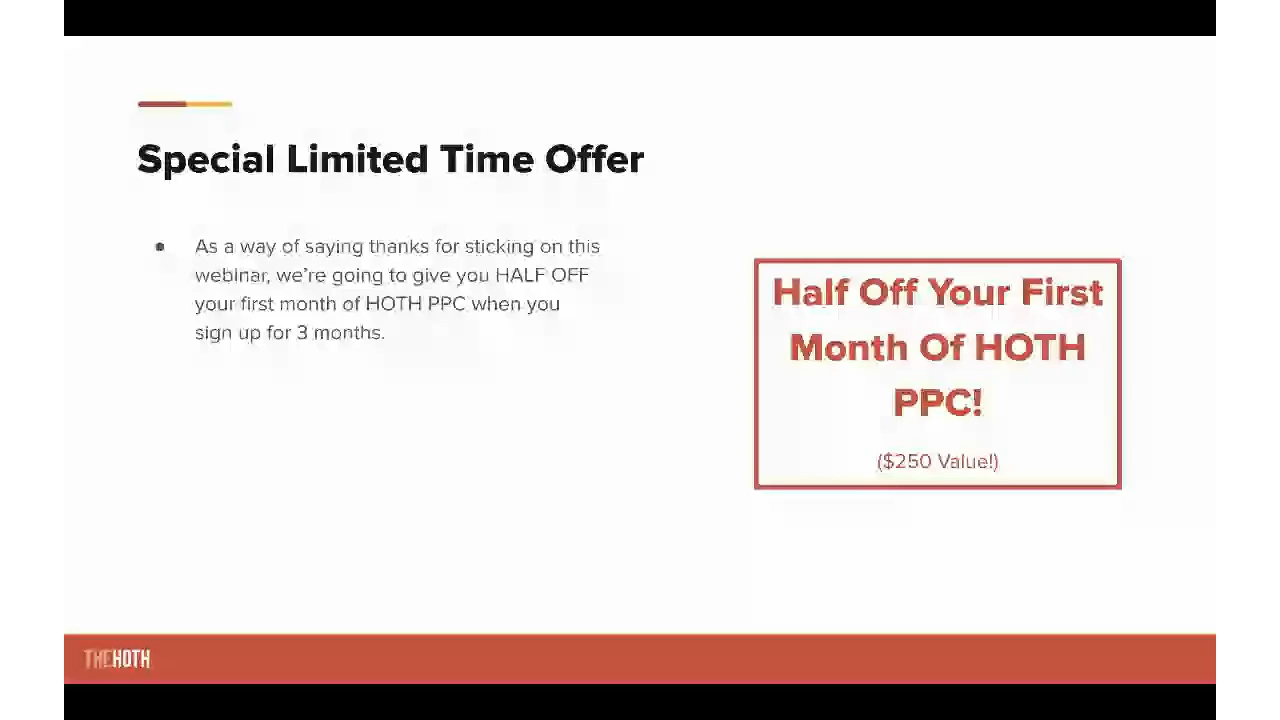 Special Limited Time Offer
● As a way of saying thanks for sticking on this
webinar, we're going to give you HALF OFF
your first month of HOTH PPC when you
sign up for 3 months.
Half Off Your First
Month Of HOTH
PPC!
($250 Value!)
THEHOTH